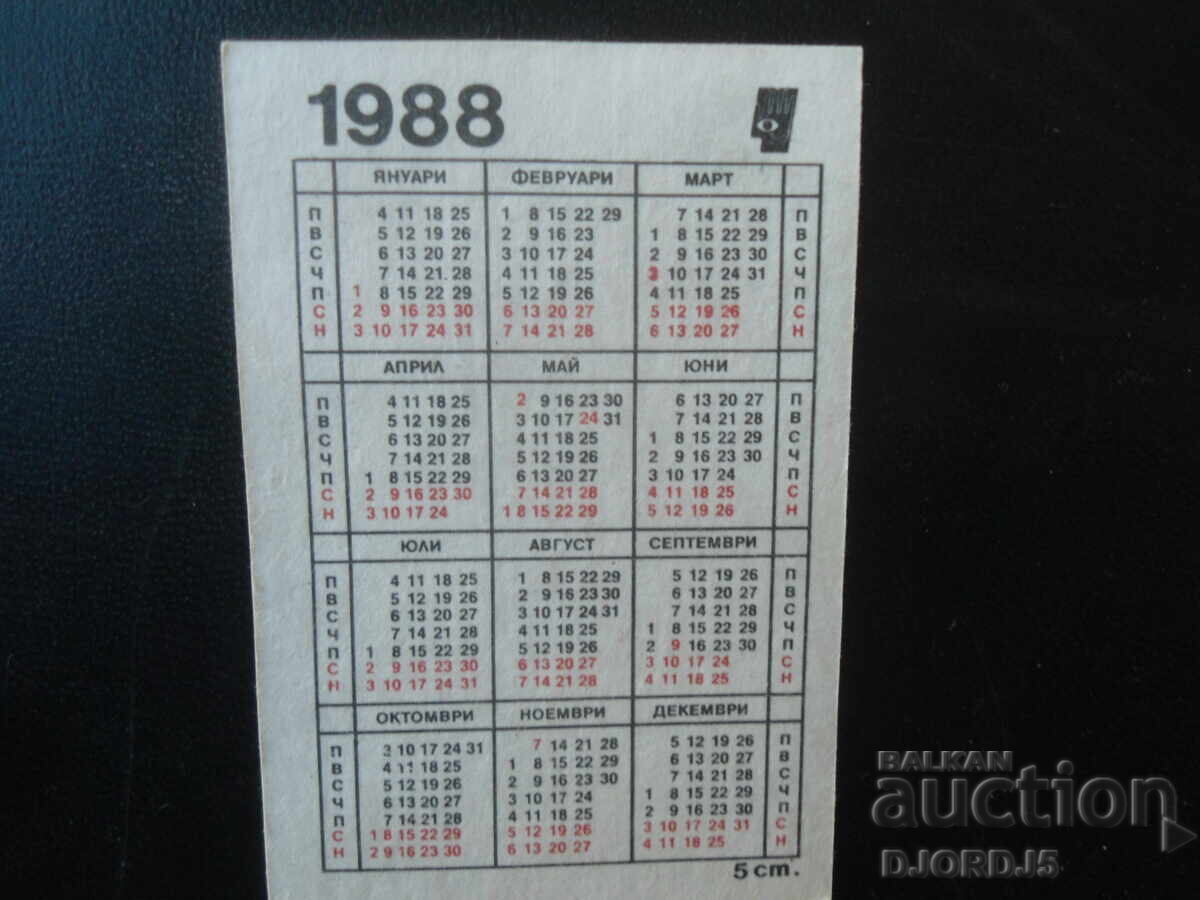 1988
ЯНУАРИ ФЕВРУАРИ МАРТ
П 4 11 18 25 1 8 15 22 29 7 14 21 28 П
В 5 12 19 26 2 9 16 23 1 8 15 22 29 В
С 6 13 20 27 3 10 17 24 2 9 16 23 30 С
Ч 7 14 21. 28 4 11 18 25 3 10 17 24 31 Ч
П 1 8 15 22 29 5 12 19 26 4 11 18 25 П
С 2 9 16 23 30 6 13 20 27 5 12 19 26 С
Н 3 10 17 24 31 7 14 21 28 6 13 20 27 Н
АПРИЛ МАЙ ЮНИ
П 4 11 18 25 2 9 16 23 30 6 13 20 27 П
В 5 12 19 26 3 10 17 24 31 7 14 21 28 В
С 6 13 20 27 4 11 18 25 1 8 15 22 29 С
Ч 7 14 21 28 5 12 19 26 2 9 16 23 30 Ч
П 1 8 15 22 29 6 13 20 27 3 10 17 24 П
С 2 9 16 23 30 7 14 21 28 4 11 18 25 С
Н 3 10 17 24 1 8 15 22 29 5 12 19 26 Н
ЮЛИ АВГУСТ СЕПТЕМВРИ
П 4 11 18 25 1 8 15 22 29 5 12 19 26 П
В 5 12 19 26 2 9 16 23 30 6 13 20 27 В
С 6 13 20 27 3 10 17 24 31 7 14 21 28 С
Ч 7 14 21 28 4 11 18 25 1 8 15 22 29 Ч
П 1 8 15 22 29 5 12 19 26 2 9 16 23 30 П
С 2 9 16 23 30 6 13 20 27 3 10 17 24 С
Н 3 10 17 24 31 7 14 21 28 4 11 18 25 Н
ОКТОМВРИ НОЕМВРИ ДЕКЕМВРИ
П 3 10 17 24 31 7 14 21 28 5 12 19 26 П
В 4 11 18 25 1 8 15 22 29 6 13 20 27 В
С 5 12 19 26 2 9 16 23 30 7 14 21 28 С
Ч 6 13 20 27 3 10 17 24 1 8 15 22 29 Ч
П 7 14 21 28 4 11 18 25 2 9 16 23 30 П
С 1 8 15 22 29 5 12 19 26 3 10 17 24 31 С
Н 2 9 16 23 30 6 13 20 27 4 11 18 25 Н
5 cm.
BALKAN
auction
DJORDJ5